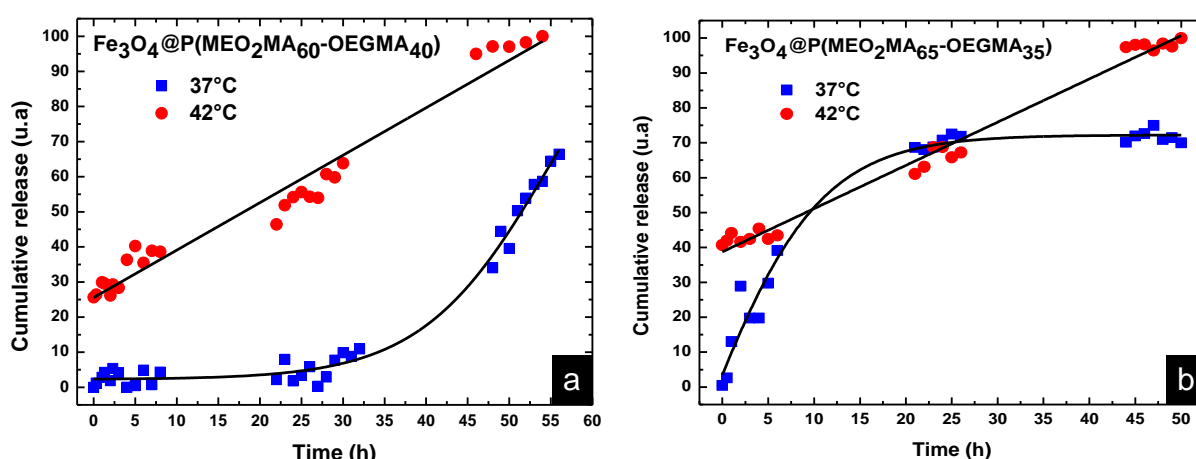 Fe₃O₄@P(MEO₂MA₆₀-OEGMA₄₀)
37°C
42°C
Cumulative release (u.a)
100
90
80
70
60
50
40
30
20
10
0
0 5 10 15 20 25 30 35 40 45 50 55 60
Time (h)
a
Fe₃O₄@P(MEO₂MA₆₅-OEGMA₃₅)
37°C
42°C
Cumulative release (u.a)
100
90
80
70
60
50
40
30
20
10
0
0 5 10 15 20 25 30 35 40 45 50
Time (h)
b